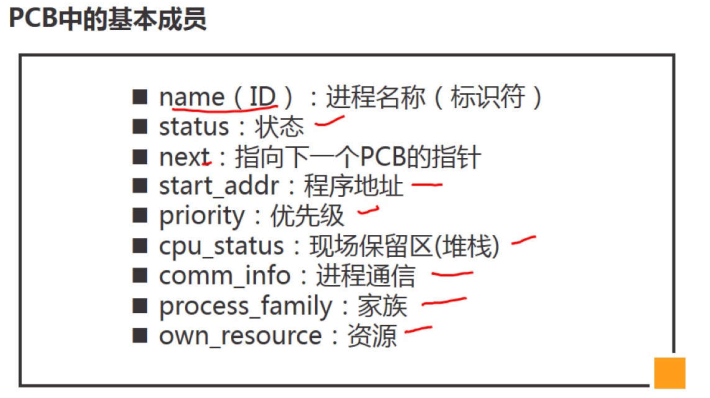 PCB中的基本成员
name（ID）：进程名称（标识符）
status：状态
next：指向下一个PCB的指针
start_addr：程序地址
priority：优先级
cpu_status：现场保留区(堆栈)
comm_info：进程通信
process_family：家族
own_resource：资源